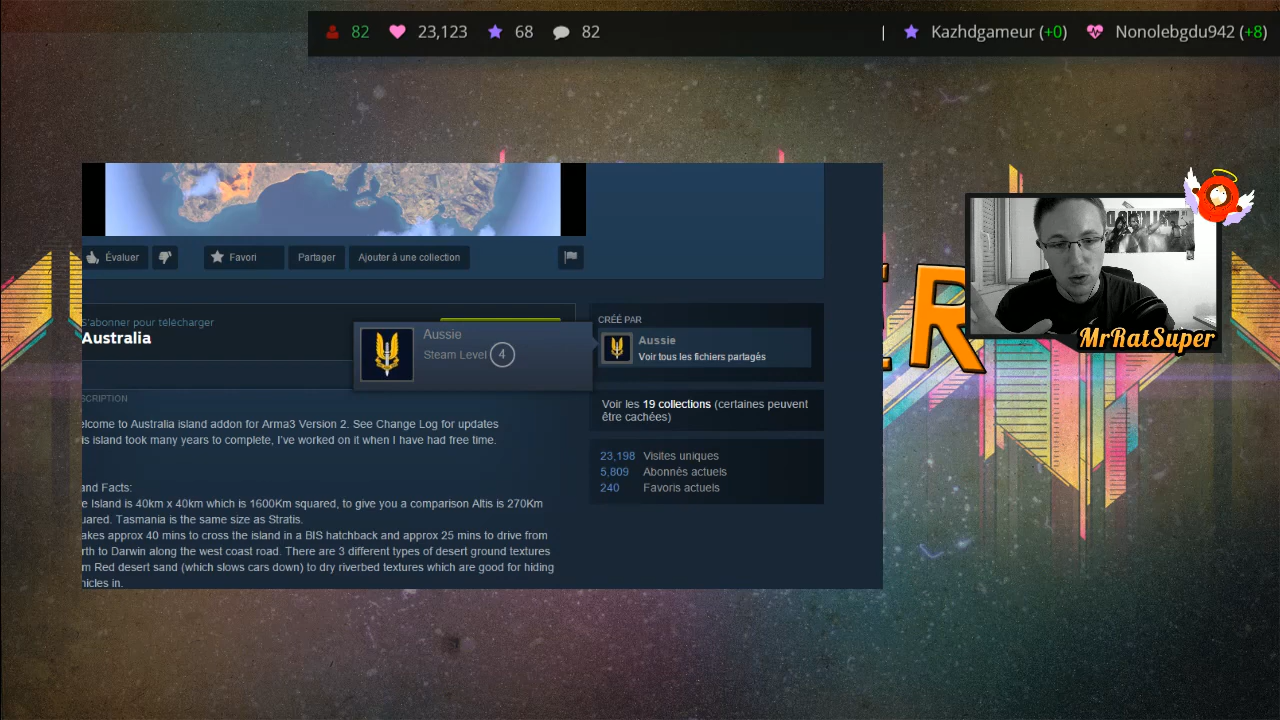 82 23,123 68 82 | Kazhdgameur (+0) Nonolebgdu942 (+8)
Évaluer Favori Partager Ajouter à une collection
S'abonner pour télécharger
Australia
Aussie
Steam Level 4
CRÉÉ PAR
Aussie
Voir tous les fichiers partagés
Voir les 19 collections (certaines peuvent
être cachées)
23,198 Visites uniques
5,809 Abonnés actuels
240 Favoris actuels
SCRIPTION
elcome to Australia island addon for Arma3 Version 2. See Change Log for updates
is island took many years to complete, I've worked on it when I have had free time.
and Facts:
e Island is 40km x 40km which is 1600Km squared, to give you a comparison Altis is 270Km
uared. Tasmania is the same size as Stratis.
akes approx 40 mins to cross the island in a BIS hatchback and approx 25 mins to drive from
rth to Darwin along the west coast road. There are 3 different types of desert ground textures
m Red desert sand (which slows cars down) to dry riverbed textures which are good for hiding
hicles in.
ER
MrRatSuper